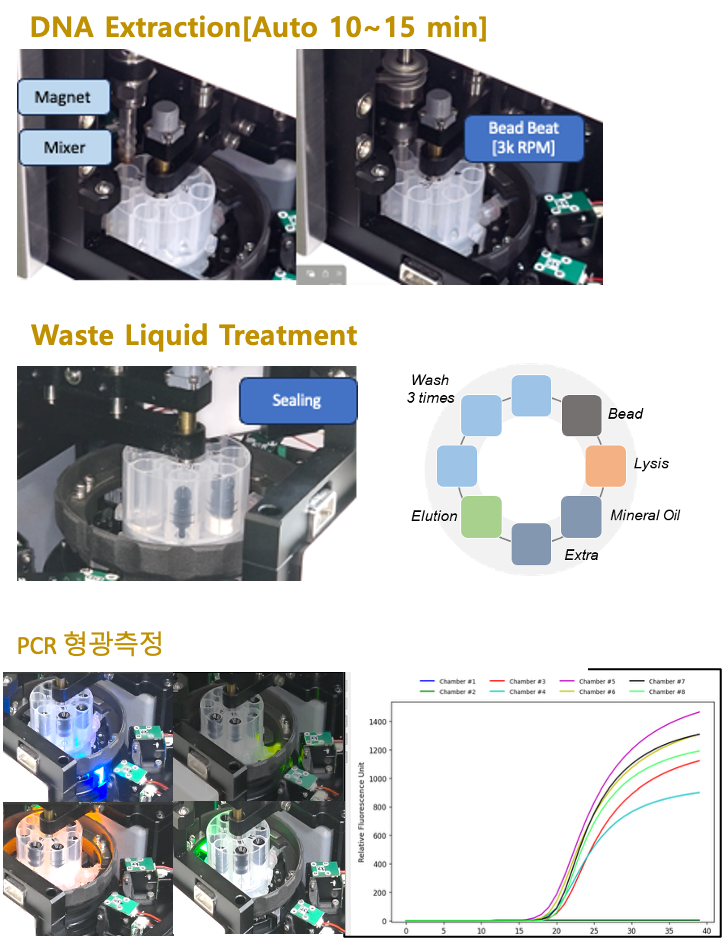 DNA Extraction[Auto 10~15 min]
Magnet
Mixer
Bead Beat
[3k RPM]
Waste Liquid Treatment
Sealing
Wash
3 times
Bead
Lysis
Mineral Oil
Extra
Elution
PCR 형광측정
Chamber #1
Chamber #2
Chamber #3
Chamber #4
Chamber #5
Chamber #6
Chamber #7
Chamber #8
Relative Fluorescence Unit
1400
1200
1000
800
600
400
200
0
0 5 10 15 20 25 30 35 40